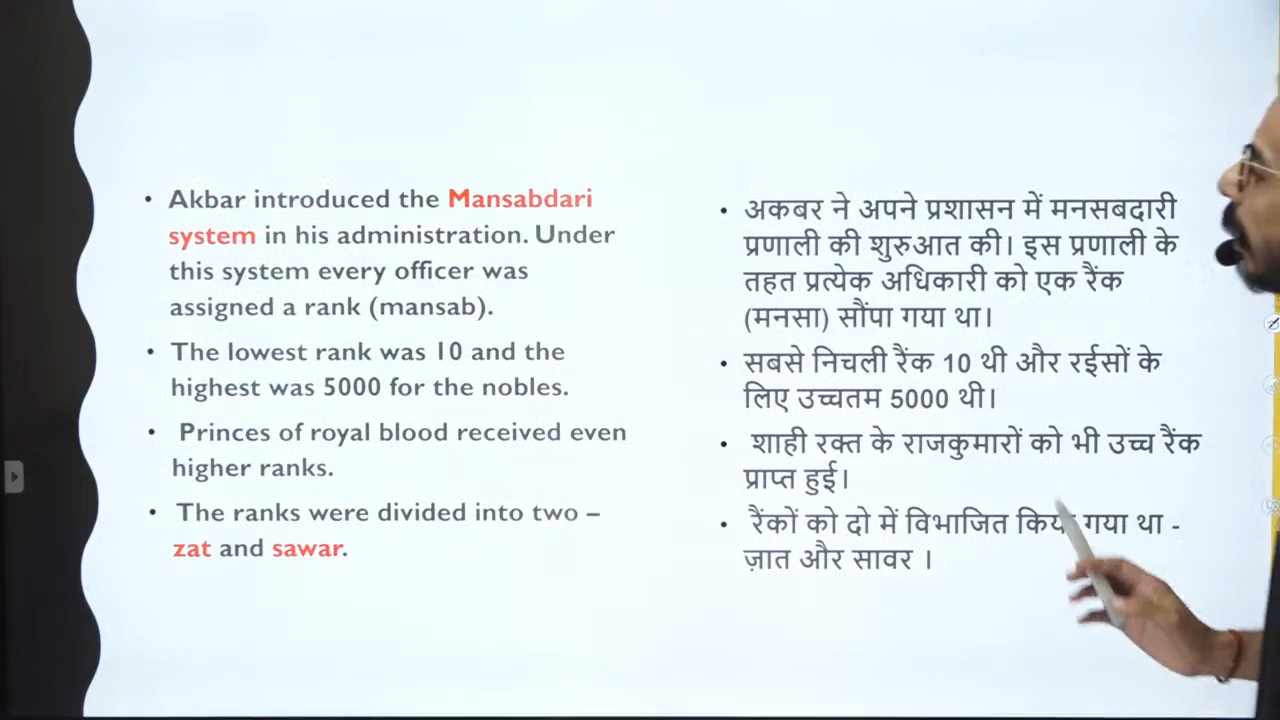 Akbar introduced the Mansabdari
system in his administration. Under
this system every officer was
assigned a rank (mansab).
The lowest rank was 10 and the
highest was 5000 for the nobles.
Princes of royal blood received even
higher ranks.
The ranks were divided into two –
zat and sawar.
अकबर ने अपने प्रशासन में मनसबदारी
प्रणाली की शुरुआत की। इस प्रणाली के
तहत प्रत्येक अधिकारी को एक रैंक
(मनसा) सौंपा गया था।
सबसे निचली रैंक 10 थी और रईसों के
लिए उच्चतम 5000 थी।
शाही रक्त के राजकुमारों को भी उच्च रैंक
प्राप्त हुई।
रैंकों को दो में विभाजित किया गया था -
ज़ात और सावर ।